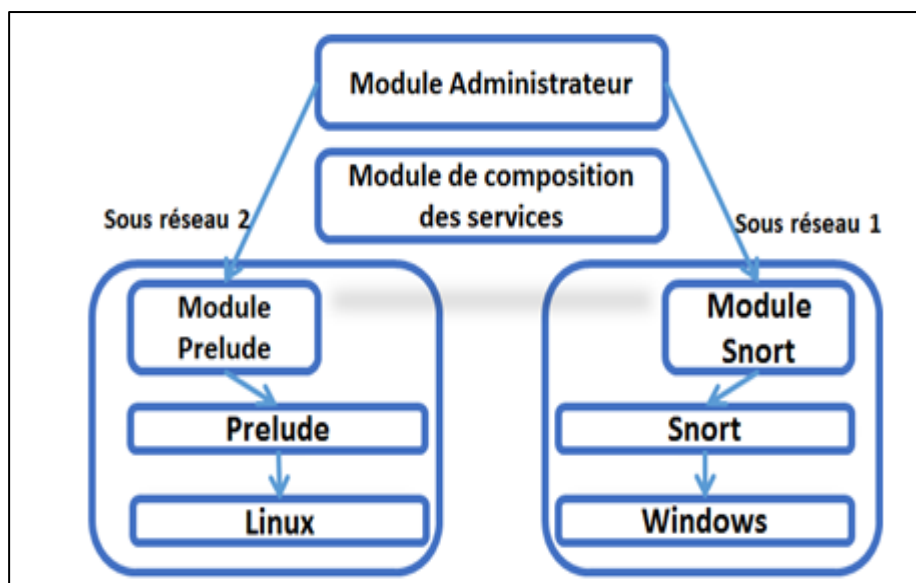 Module Administrateur
Module de composition
des services
Sous réseau 2
Sous réseau 1
Module
Prelude
Module
Snort
Prelude
Snort
Linux
Windows